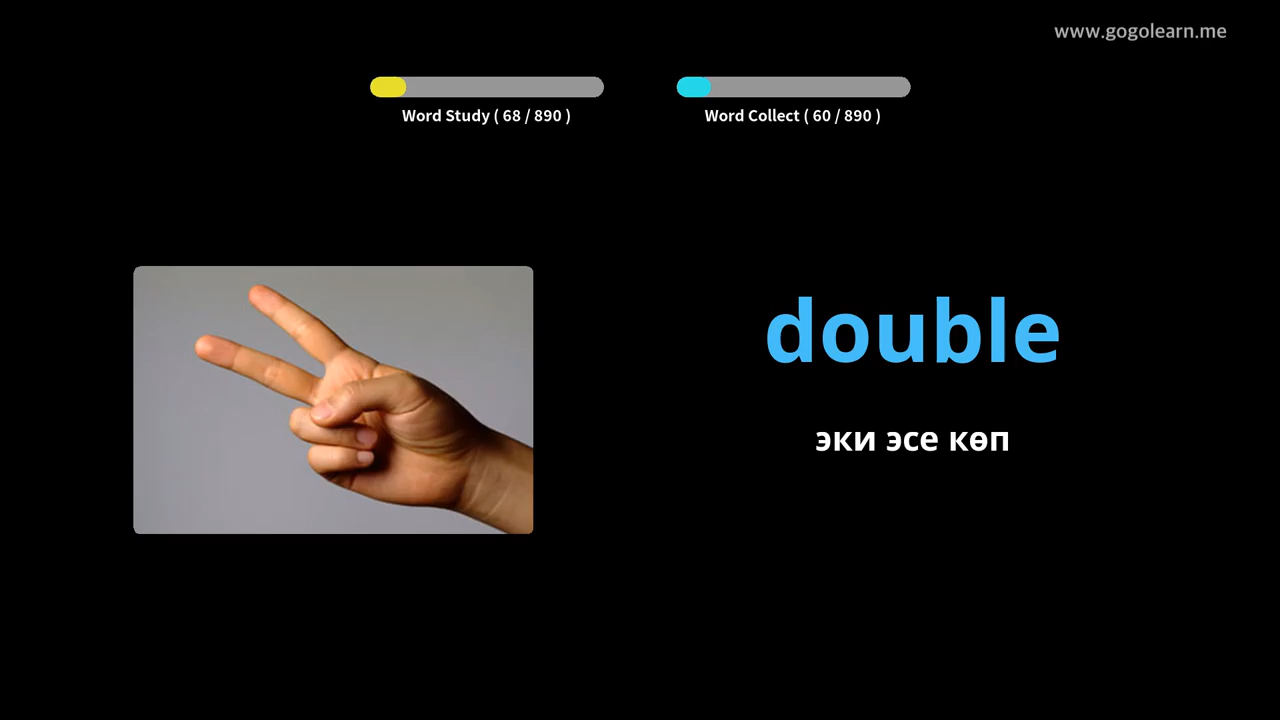 www.gogolearn.me
Word Study ( 68 / 890 )
Word Collect ( 60 / 890 )
double
эки эсе көп